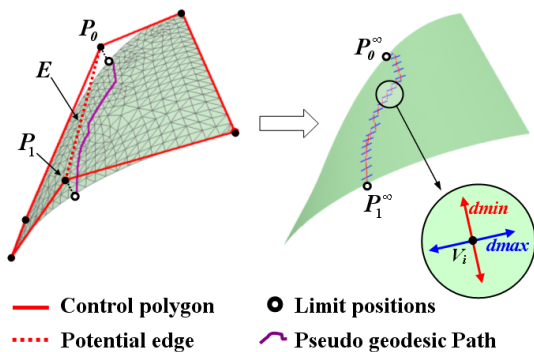 P₀
E
P₁
P₀^∞
P₁^∞
dmin
dmax
Vᵢ
Control polygon
Limit positions
Potential edge
Pseudo geodesic Path